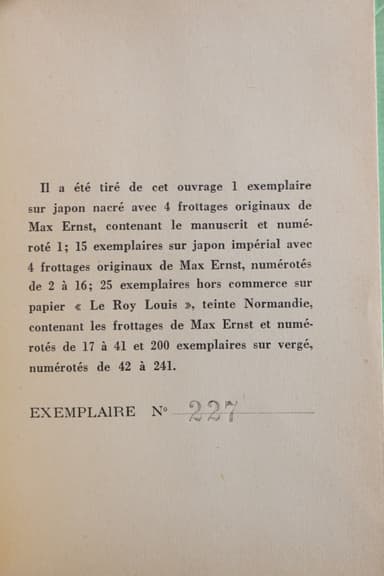 Il a été tiré de cet ouvrage 1 exemplaire
sur japon nacré avec 4 frottages originaux de
Max Ernst, contenant le manuscrit et numé-
roté 1; 15 exemplaires sur japon impérial avec
4 frottages originaux de Max Ernst, numérotés
de 2 à 16; 25 exemplaires hors commerce sur
papier « Le Roy Louis », teinte Normandie,
contenant les frottages de Max Ernst et numé-
rotés de 17 à 41 et 200 exemplaires sur vergé,
numérotés de 42 à 241.
EXEMPLAIRE Nº 227